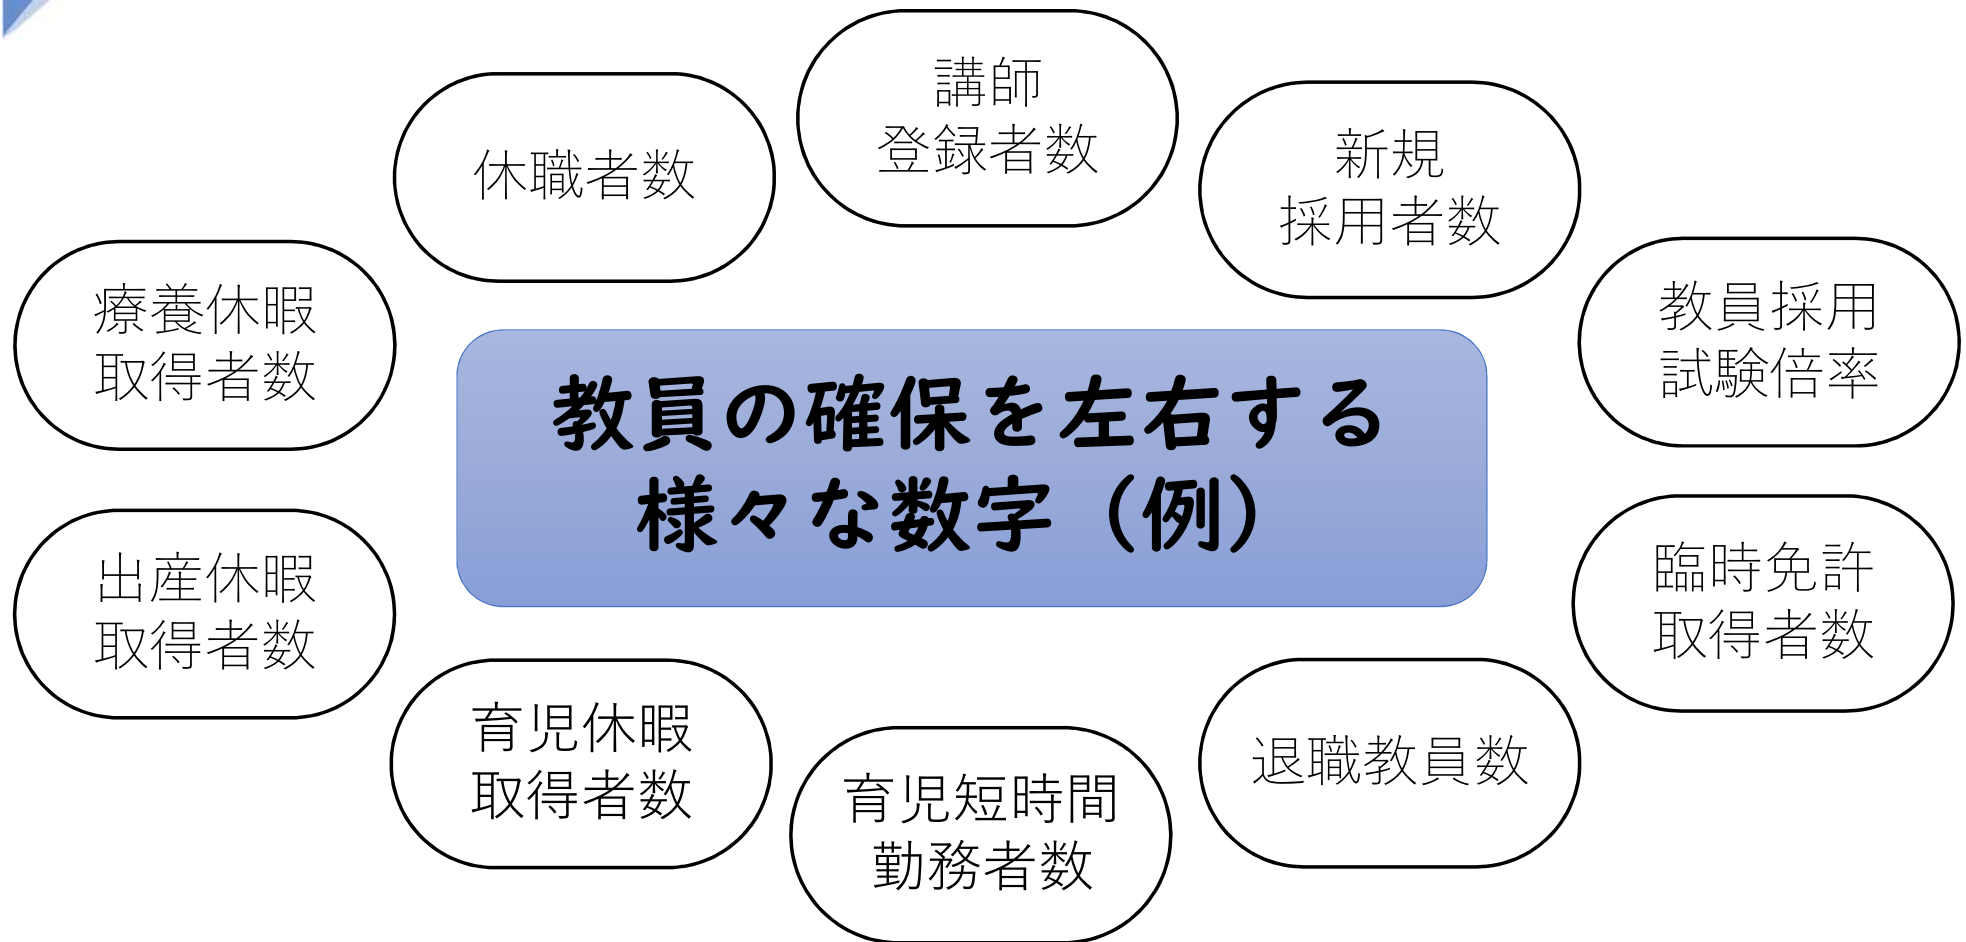 講師
登録者数
休職者数
新規
採用者数
療養休暇
取得者数
教員採用
試験倍率
教員の確保を左右する
様々な数字（例）
出産休暇
取得者数
臨時免許
取得者数
育児休暇
取得者数
退職教員数
育児短時間
勤務者数